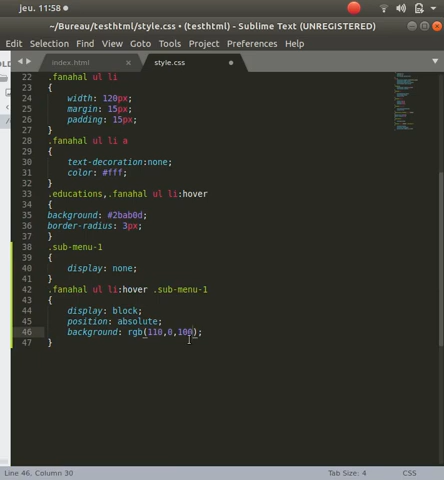 jeu. 11:58
~/Bureau/testhtml/style.css • (testhtml) - Sublime Text (UNREGISTERED)
File Edit Selection Find View Goto Tools Project Preferences Help
index.html × style.css
22 .fanahal ul li
23 {
24 width: 120px;
25 margin: 15px;
26 padding: 15px;
27 }
28 .fanahal ul li a
29 {
30 text-decoration:none;
31 color: #fff;
32 }
33 .educations,.fanahal ul li:hover
34 {
35 background: #2bab0d;
36 border-radius: 3px;
37 }
38 .sub-menu-1
39 {
40 display: none;
41 }
42 .fanahal ul li:hover .sub-menu-1
43 {
44 display: block;
45 position: absolute;
46 background: rgb(110,0,100);
47 }
Line 46, Column 30 Tab Size: 4 CSS